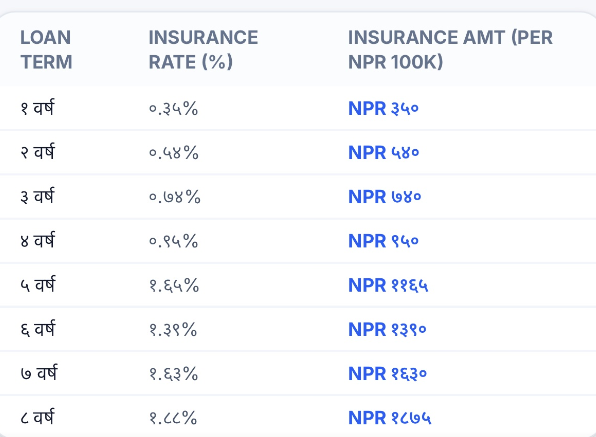 LOAN TERM INSURANCE RATE (%) INSURANCE AMT (PER NPR 100K)
१ वर्ष ०.३५% NPR ३५०
२ वर्ष ०.५४% NPR ५४०
३ वर्ष ०.७४% NPR ७४०
४ वर्ष ०.९५% NPR ९५०
५ वर्ष १.६५% NPR ११६५
६ वर्ष १.३९% NPR १३९०
७ वर्ष १.६३% NPR १६३०
८ वर्ष १.८८% NPR १८७५